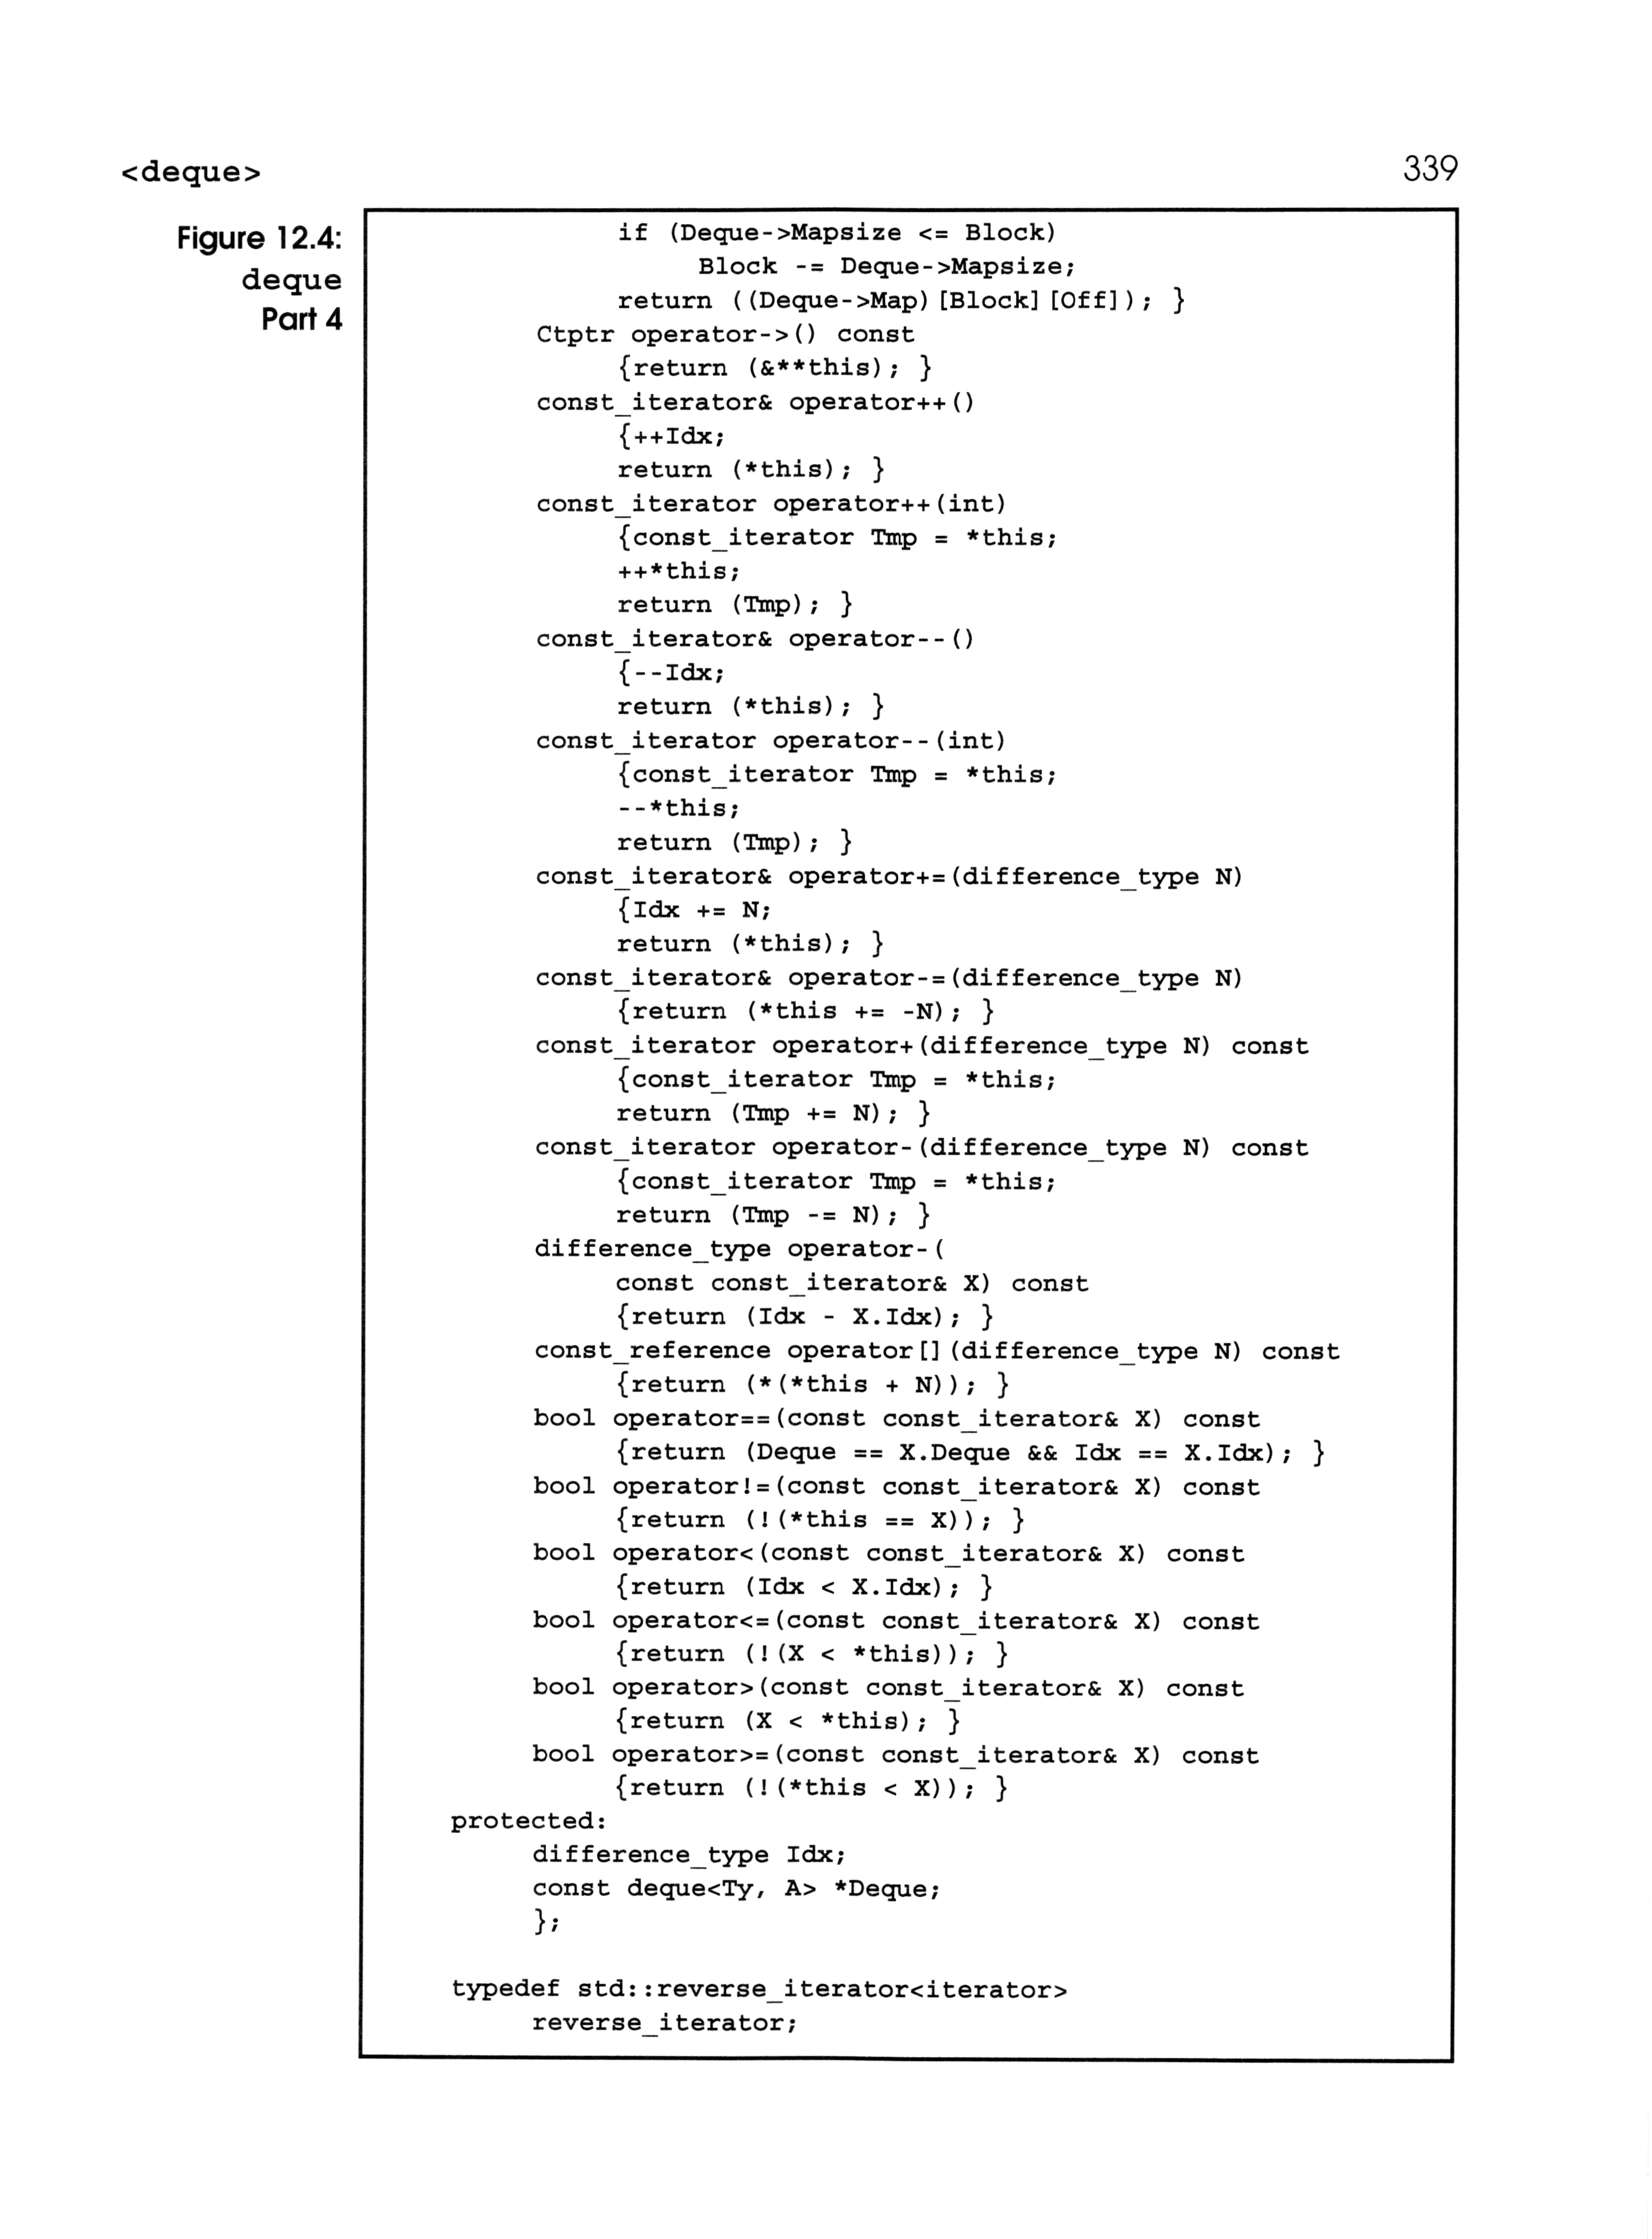 <deque>
339
Figure 12.4:
deque
Part 4
if (Deque->Mapsize <= Block)
Block -= Deque->Mapsize;
return ((Deque->Map)[Block][Off]); }
Ctptr operator->() const
{return (&**this); }
const_iterator& operator++()
{++Idx;
return (*this); }
const_iterator operator++(int)
{const_iterator Tmp = *this;
++*this;
return (Tmp); }
const_iterator& operator--()
{--Idx;
return (*this); }
const_iterator operator--(int)
{const_iterator Tmp = *this;
--*this;
return (Tmp); }
const_iterator& operator+=(difference_type N)
{Idx += N;
return (*this); }
const_iterator& operator-=(difference_type N)
{return (*this += -N); }
const_iterator operator+(difference_type N) const
{const_iterator Tmp = *this;
return (Tmp += N); }
const_iterator operator-(difference_type N) const
{const_iterator Tmp = *this;
return (Tmp -= N); }
difference_type operator-(
const const_iterator& X) const
{return (Idx - X.Idx); }
const_reference operator[](difference_type N) const
{return (*(*this + N)); }
bool operator==(const const_iterator& X) const
{return (Deque == X.Deque && Idx == X.Idx); }
bool operator!=(const const_iterator& X) const
{return (!(*this == X)); }
bool operator<(const const_iterator& X) const
{return (Idx < X.Idx); }
bool operator<=(const const_iterator& X) const
{return (!(X < *this)); }
bool operator>(const const_iterator& X) const
{return (X < *this); }
bool operator>=(const const_iterator& X) const
{return (!(*this < X)); }
protected:
difference_type Idx;
const deque<Ty, A> *Deque;
};
typedef std::reverse_iterator<iterator>
reverse_iterator;